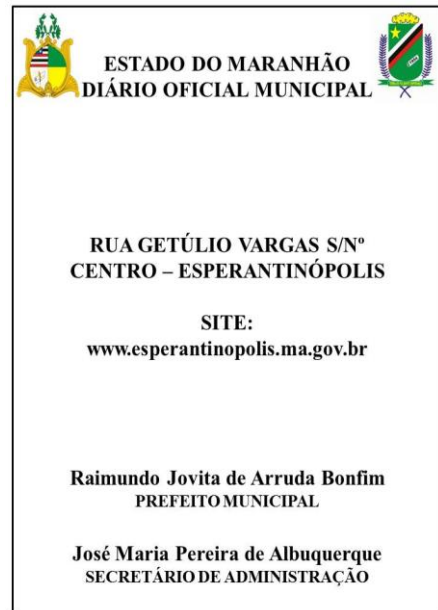 ESTADO DO MARANHÃO
DIÁRIO OFICIAL MUNICIPAL
RUA GETÚLIO VARGAS S/Nº
CENTRO – ESPERANTINÓPOLIS
SITE:
www.esperantinopolis.ma.gov.br
Raimundo Jovita de Arruda Bonfim
PREFEITO MUNICIPAL
José Maria Pereira de Albuquerque
SECRETÁRIO DE ADMINISTRAÇÃO